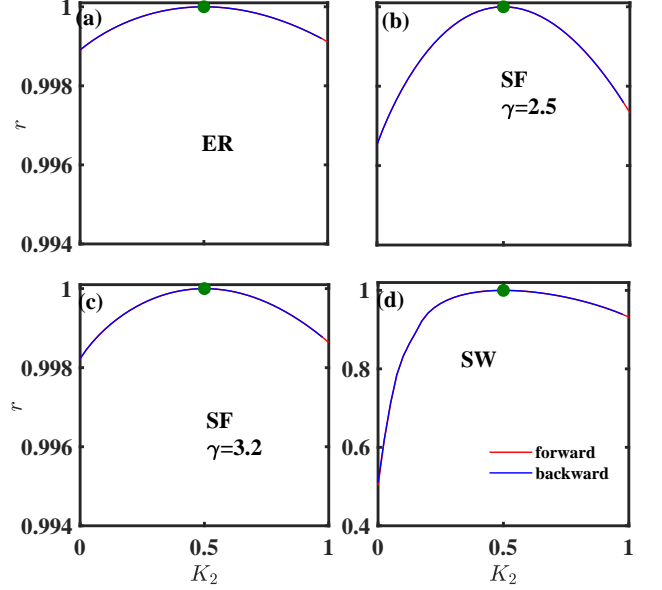 (a)
1
0.998
0.996
0.994
r
ER
(b)
SF
γ=2.5
(c)
1
0.998
0.996
0.994
r
SF
γ=3.2
0
0.5
1
K2
(d)
1
0.8
0.6
0.4
SW
forward
backward
0
0.5
1
K2